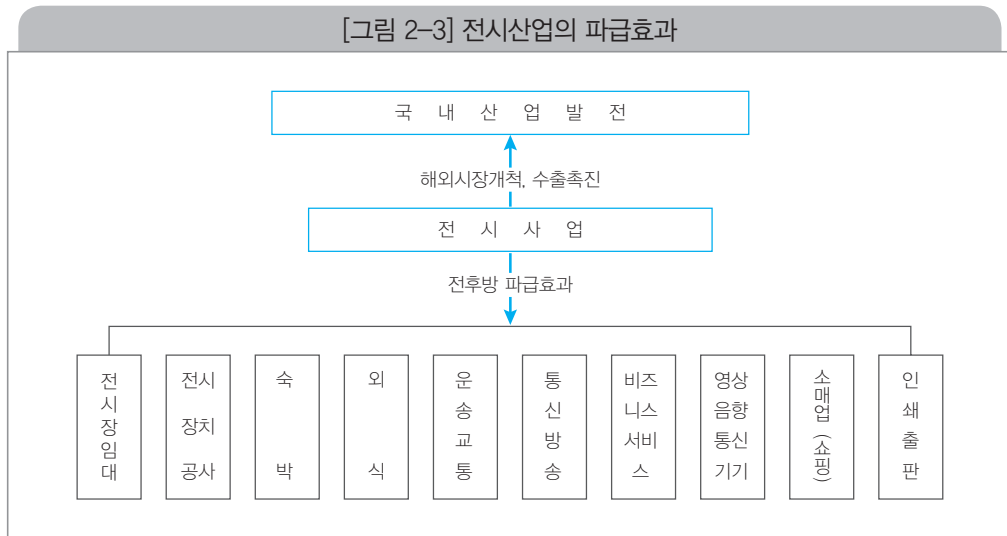 [그림 2-3] 전시산업의 파급효과
국 내 산 업 발 전
해외시장개척, 수출촉진
전 시 사 업
전후방 파급효과
전시장임대
전시장치공사
숙박
외식
운송교통
통신방송
비즈니스서비스
영상음향통신기기
소매업 (쇼핑)
인쇄출판